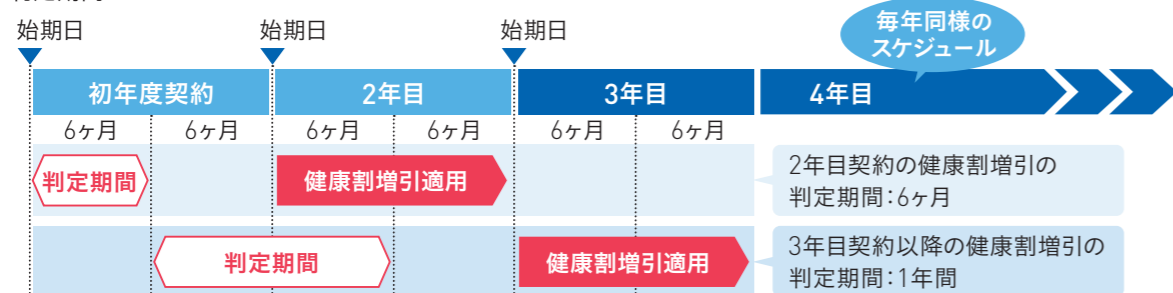 始期日 始期日 始期日
毎年同様の
スケジュール
初年度契約 2年目 3年目 4年目
6ヶ月 6ヶ月 6ヶ月 6ヶ月 6ヶ月 6ヶ月
判定期間 健康割増引適用
2年目契約の健康割増引の
判定期間:6ヶ月
判定期間 健康割増引適用
3年目契約以降の健康割増引の
判定期間:1年間